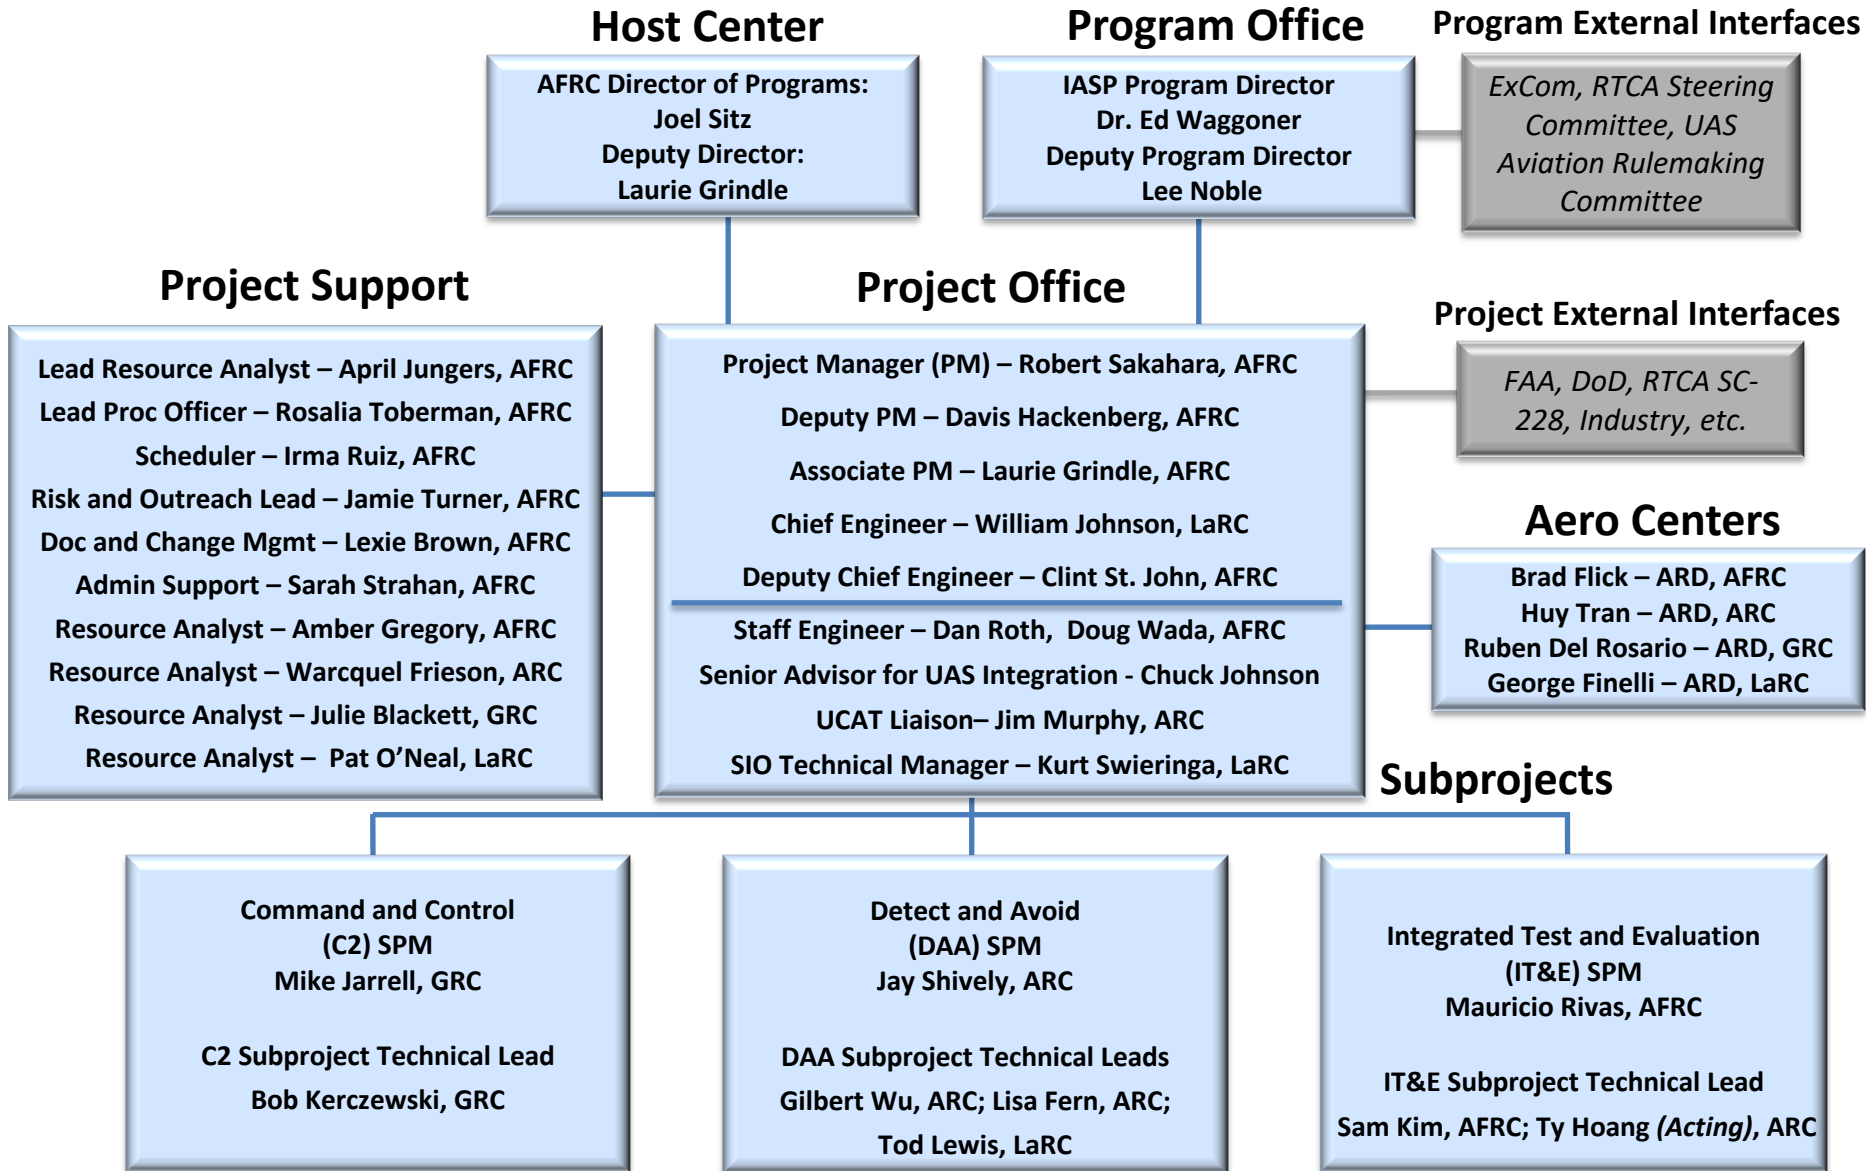 Host Center
AFRC Director of Programs:
Joel Sitz
Deputy Director:
Laurie Grindle
Program Office
IASP Program Director
Dr. Ed Waggoner
Deputy Program Director
Lee Noble
Program External Interfaces
ExCom, RTCA Steering
Committee, UAS
Aviation Rulemaking
Committee
Project Support
Lead Resource Analyst – April Jungers, AFRC
Lead Proc Officer – Rosalia Toberman, AFRC
Scheduler – Irma Ruiz, AFRC
Risk and Outreach Lead – Jamie Turner, AFRC
Doc and Change Mgmt – Lexie Brown, AFRC
Admin Support – Sarah Strahan, AFRC
Resource Analyst – Amber Gregory, AFRC
Resource Analyst – Warcquel Frieson, ARC
Resource Analyst – Julie Blackett, GRC
Resource Analyst – Pat O’Neal, LaRC
Project Office
Project Manager (PM) – Robert Sakahara, AFRC
Deputy PM – Davis Hackenberg, AFRC
Associate PM – Laurie Grindle, AFRC
Chief Engineer – William Johnson, LaRC
Deputy Chief Engineer – Clint St. John, AFRC
Staff Engineer – Dan Roth, Doug Wada, AFRC
Senior Advisor for UAS Integration - Chuck Johnson
UCAT Liaison– Jim Murphy, ARC
SIO Technical Manager – Kurt Swieringa, LaRC
Project External Interfaces
FAA, DoD, RTCA SC-
228, Industry, etc.
Aero Centers
Brad Flick – ARD, AFRC
Huy Tran – ARD, ARC
Ruben Del Rosario – ARD, GRC
George Finelli – ARD, LaRC
Subprojects
Command and Control
(C2) SPM
Mike Jarrell, GRC
C2 Subproject Technical Lead
Bob Kerczewski, GRC
Detect and Avoid
(DAA) SPM
Jay Shively, ARC
DAA Subproject Technical Leads
Gilbert Wu, ARC; Lisa Fern, ARC;
Tod Lewis, LaRC
Integrated Test and Evaluation
(IT&E) SPM
Mauricio Rivas, AFRC
IT&E Subproject Technical Lead
Sam Kim, AFRC; Ty Hoang (Acting), ARC